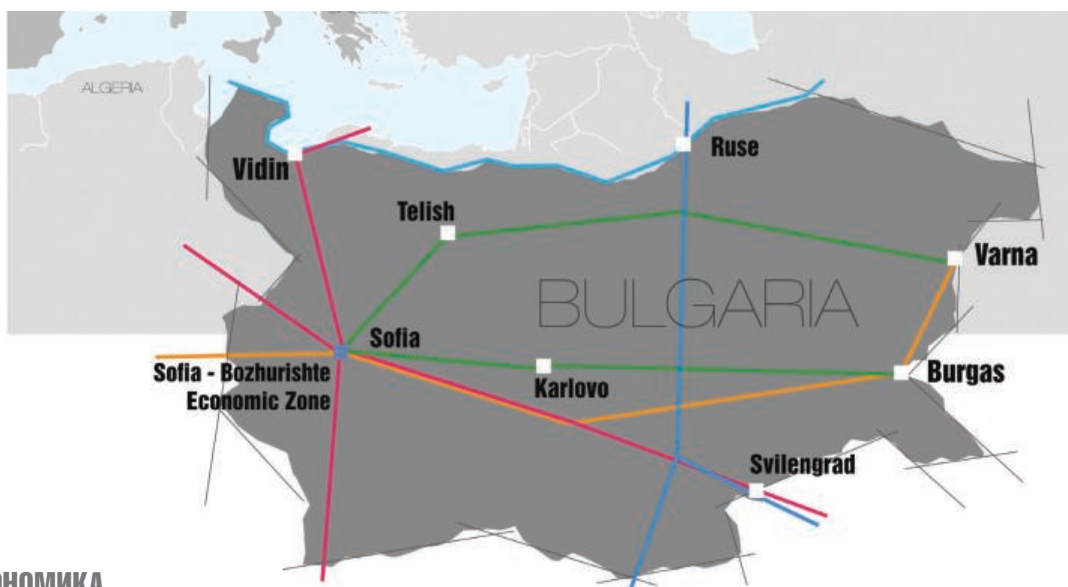 ALGERIA
Vidin
Ruse
Telish
Varna
BULGARIA
Sofia
Sofia - Bozhurishte
Economic Zone
Karlovo
Burgas
Svilengrad